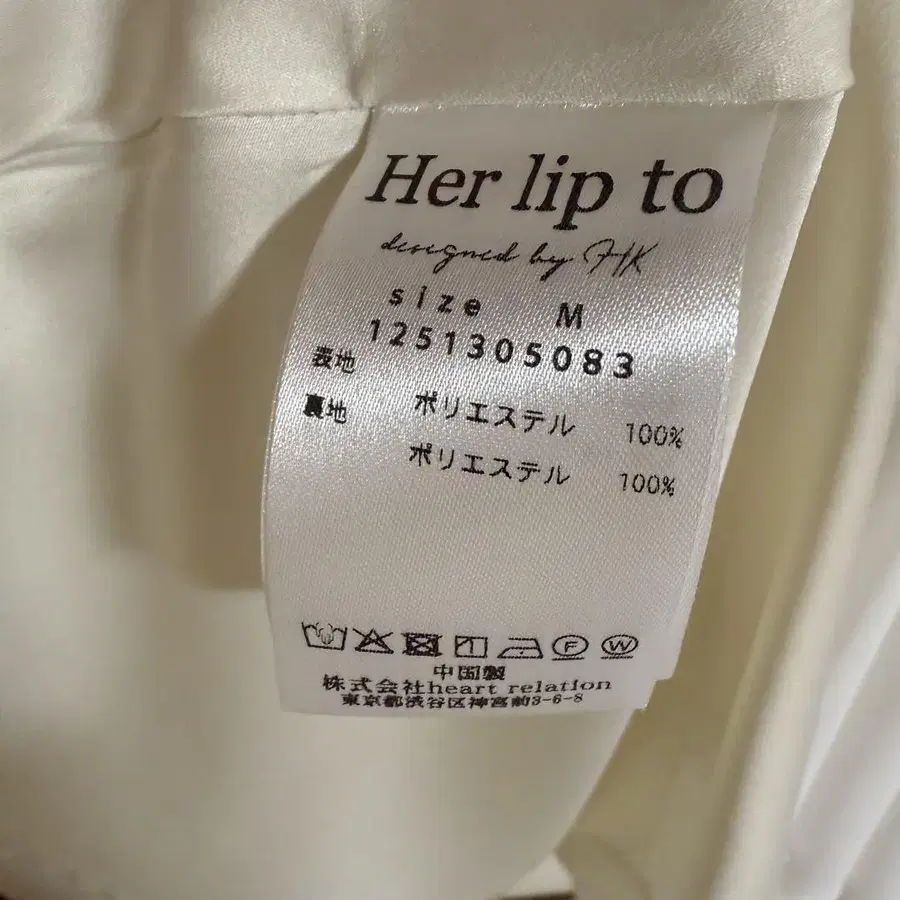 Her lip to
designed by HK
size M
1251305083
表地 ポリエステル 100%
裏地 ポリエステル 100%
F W
中国製
株式会社heart relation
東京都渋谷区神宮前3-6-8